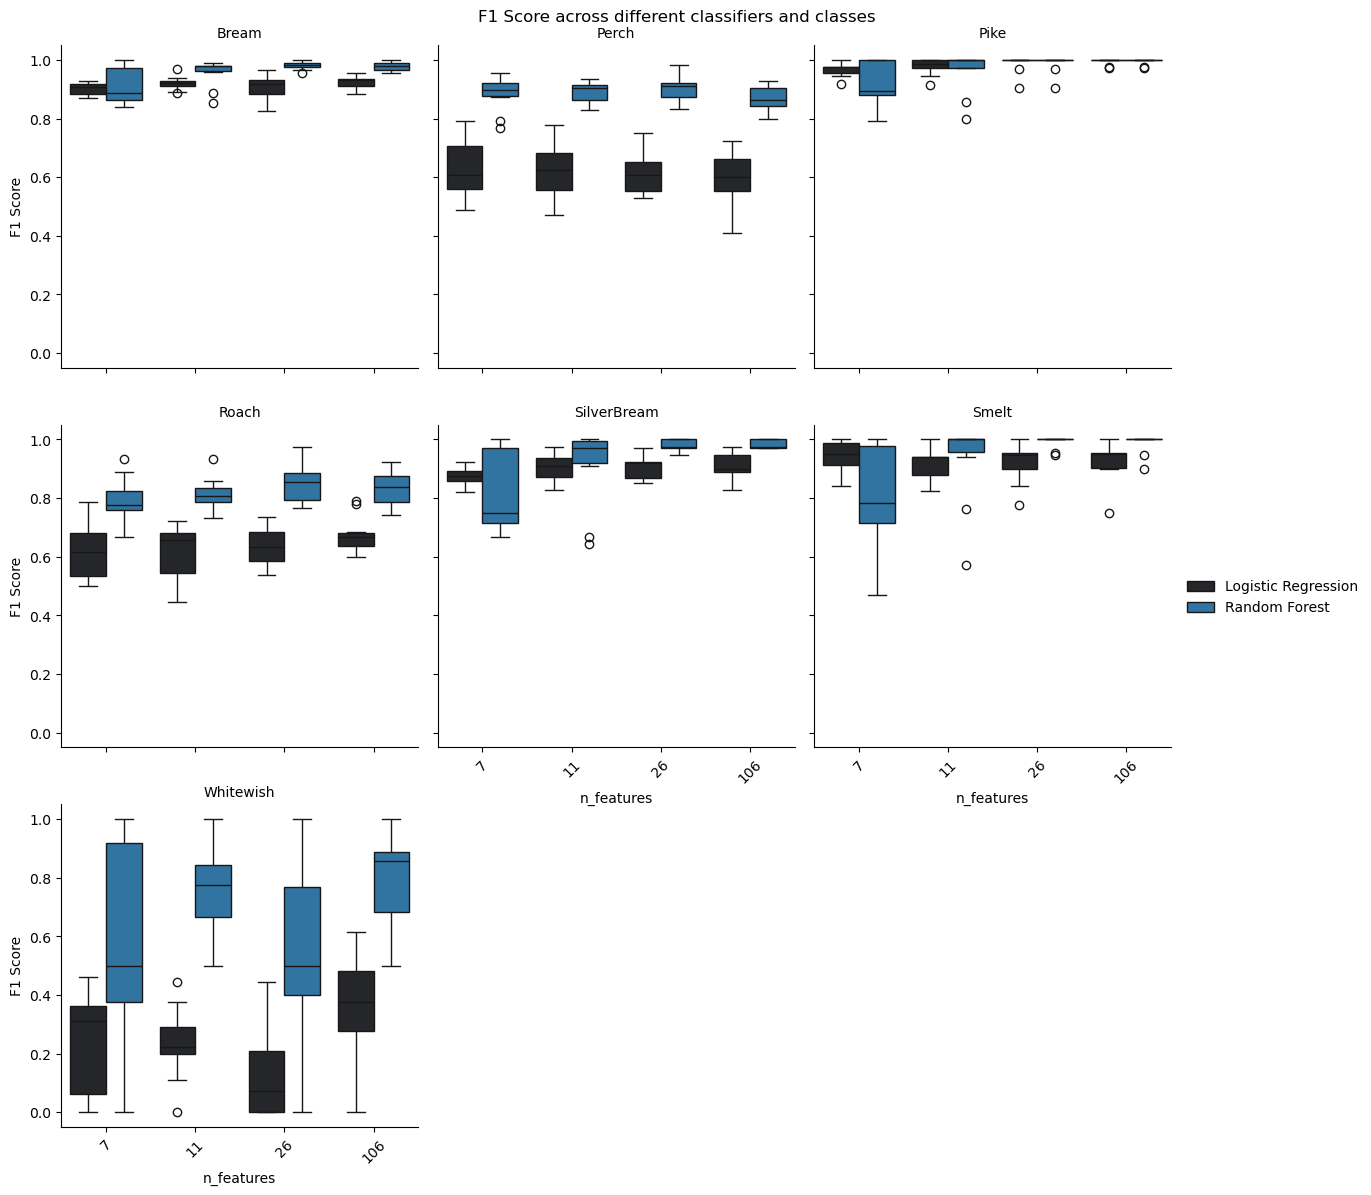 F1 Score across different classifiers and classes
Bream
Perch
Pike
1.0
0.8
0.6
0.4
0.2
0.0
F1 Score
Roach
SilverBream
Smelt
1.0
0.8
0.6
0.4
0.2
0.0
F1 Score
7
11
26
106
n_features
7
11
26
106
n_features
Logistic Regression
Random Forest
Whitewish
1.0
0.8
0.6
0.4
0.2
0.0
F1 Score
7
11
26
106
n_features